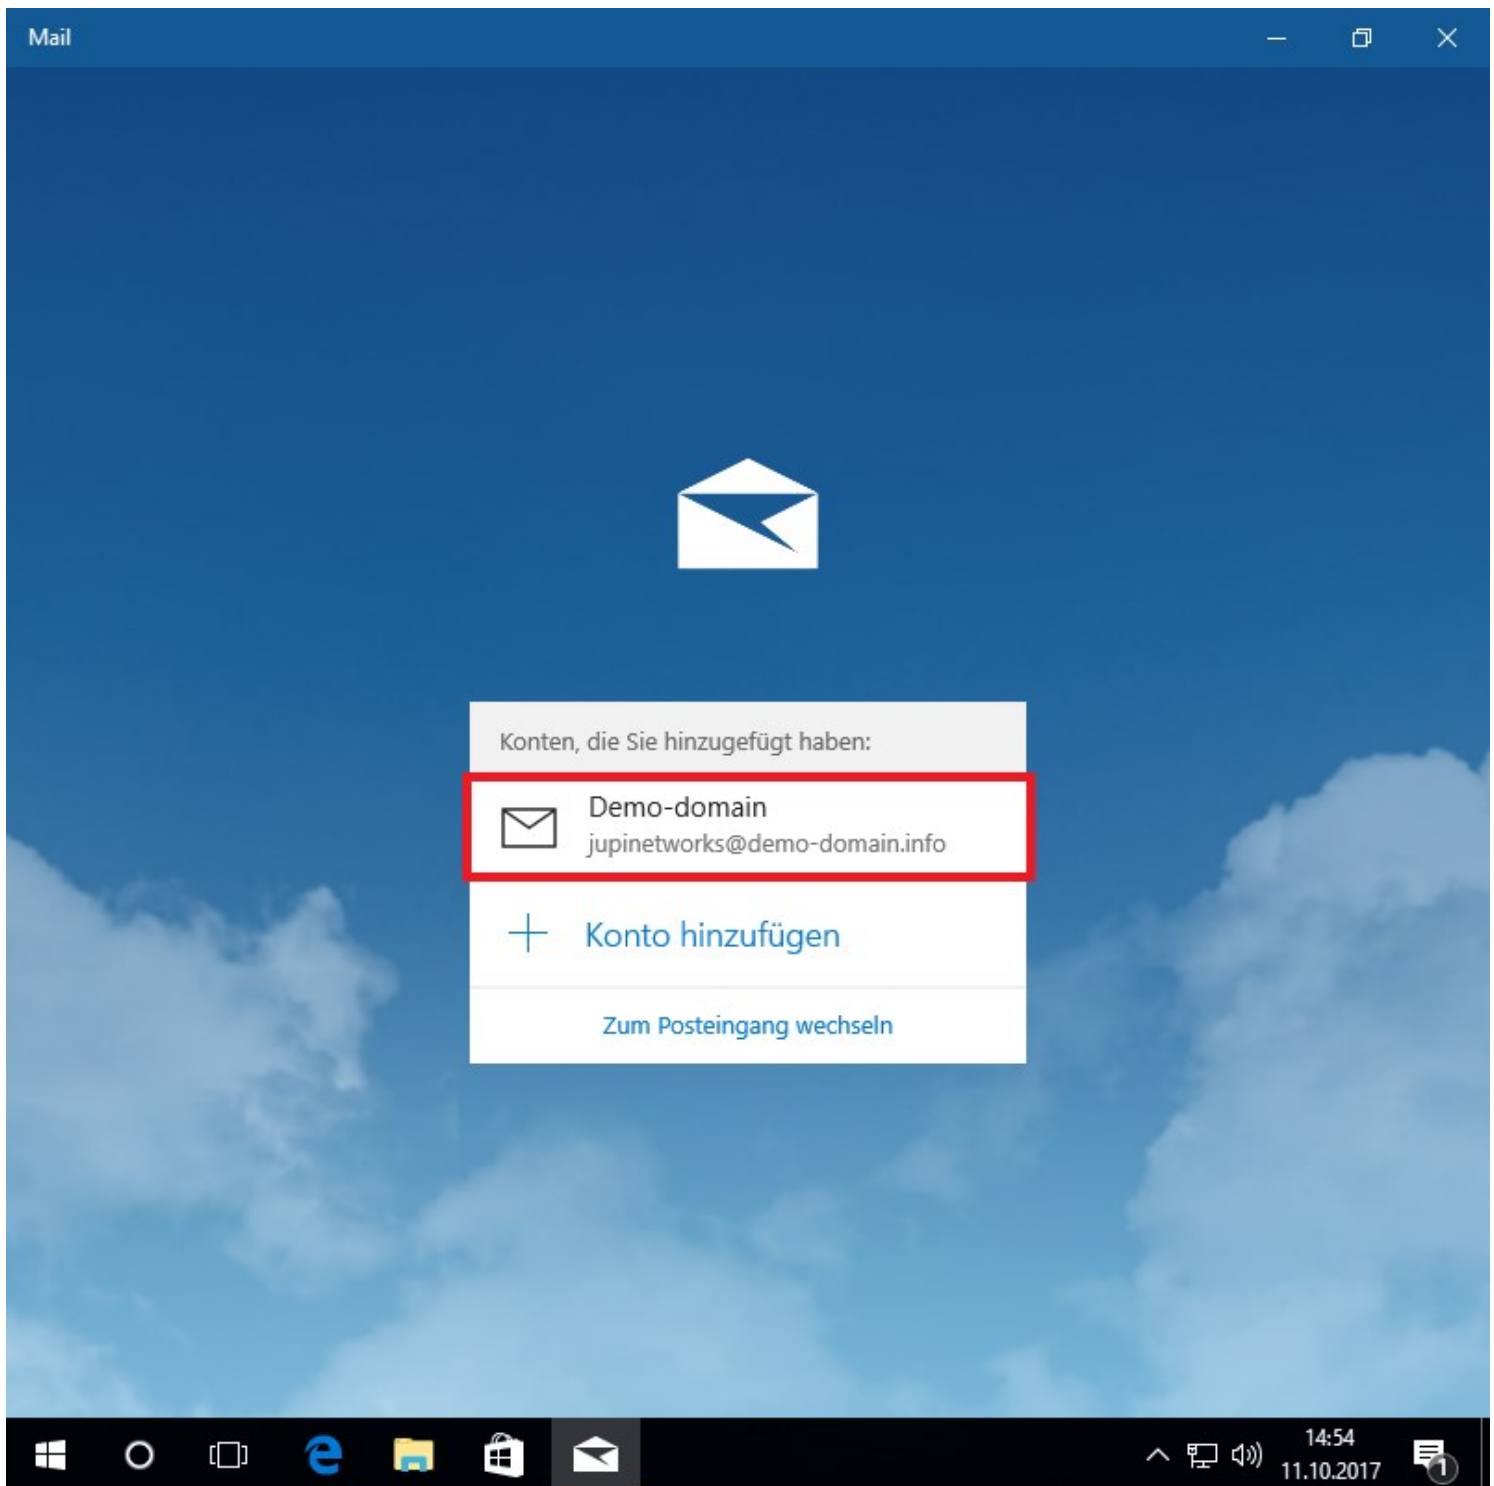 Mail
Konten, die Sie hinzugefügt haben:
Demo-domain
jupinetworks@demo-domain.info
Konto hinzufügen
Zum Posteingang wechseln
14:54
11.10.2017
1